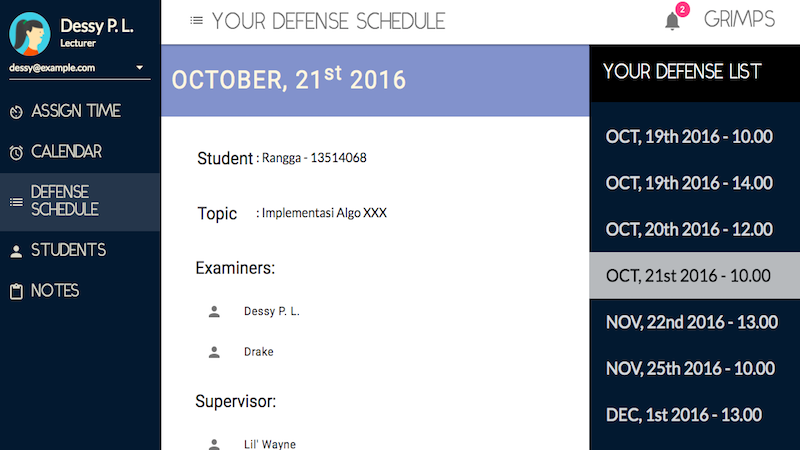 Dessy P. L.
Lecturer
dessy@example.com
ASSIGN TIME
CALENDAR
DEFENSE
SCHEDULE
STUDENTS
NOTES
YOUR DEFENSE SCHEDULE
2
GRIMPS
OCTOBER, 21st 2016
Student : Rangga - 13514068
Topic : Implementasi Algo XXX
Examiners:
Dessy P. L.
Drake
Supervisor:
Lil' Wayne
YOUR DEFENSE LIST
OCT, 19th 2016 - 10.00
OCT, 19th 2016 - 14.00
OCT, 20th 2016 - 12.00
OCT, 21st 2016 - 10.00
NOV, 22nd 2016 - 13.00
NOV, 25th 2016 - 10.00
DEC, 1st 2016 - 13.00